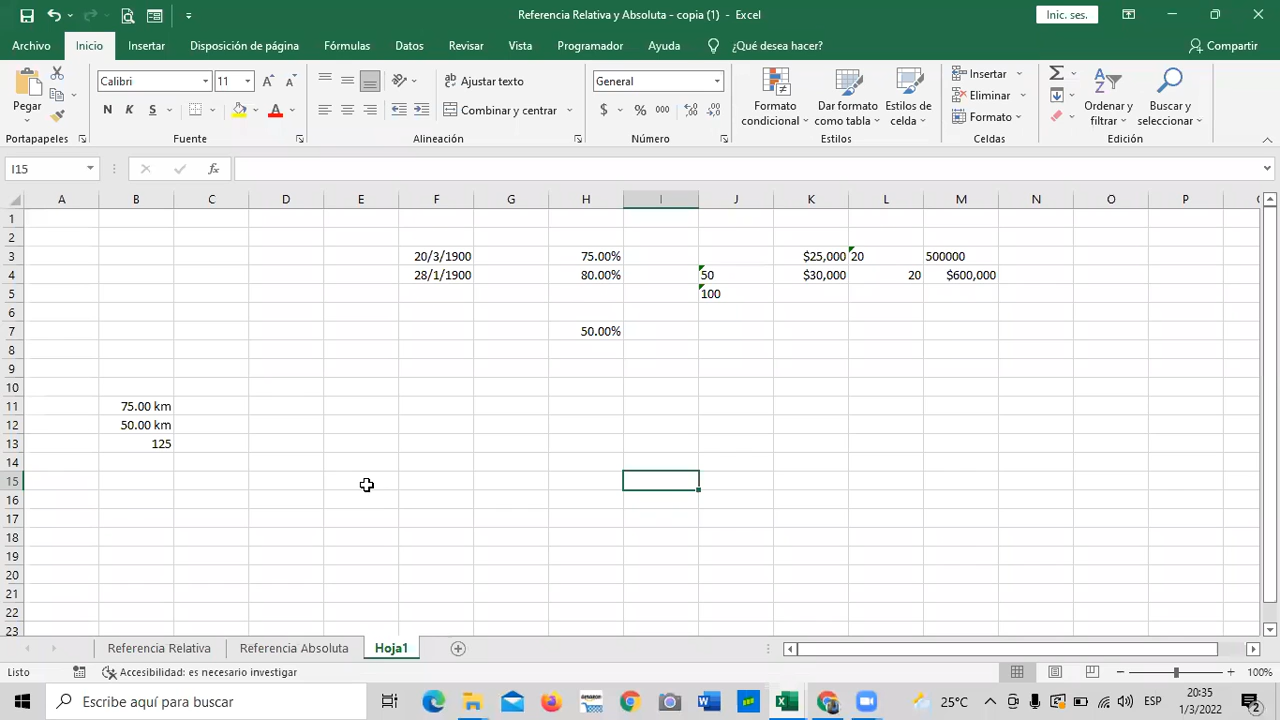 Referencia Relativa y Absoluta - copia (1) - Excel
Inic. ses.
Archivo Inicio Insertar Disposición de página Fórmulas Datos Revisar Vista Programador Ayuda ¿Qué desea hacer? Compartir
Pegar
Calibri 11
N K S
Ajustar texto
Combinar y centrar
General
$ % 000
Formato condicional
Dar formato como tabla
Estilos de celda
Insertar
Eliminar
Formato
Ordenar y filtrar
Buscar y seleccionar
Portapapeles Fuente Alineación Número Estilos Celdas Edición
I15 fx
A B C D E F G H I J K L M N O P
1
2
3 20/3/1900 75.00% $25,000 20 500000
4 28/1/1900 80.00% 50 $30,000 20 $600,000
5 100
6
7 50.00%
8
9
10
11 75.00 km
12 50.00 km
13 125
14
15
16
17
18
19
20
21
22
23
Referencia Relativa Referencia Absoluta Hoja1
Listo Accesibilidad: es necesario investigar 100%
Escribe aquí para buscar 25°C ESP 20:35
1/3/2022 2